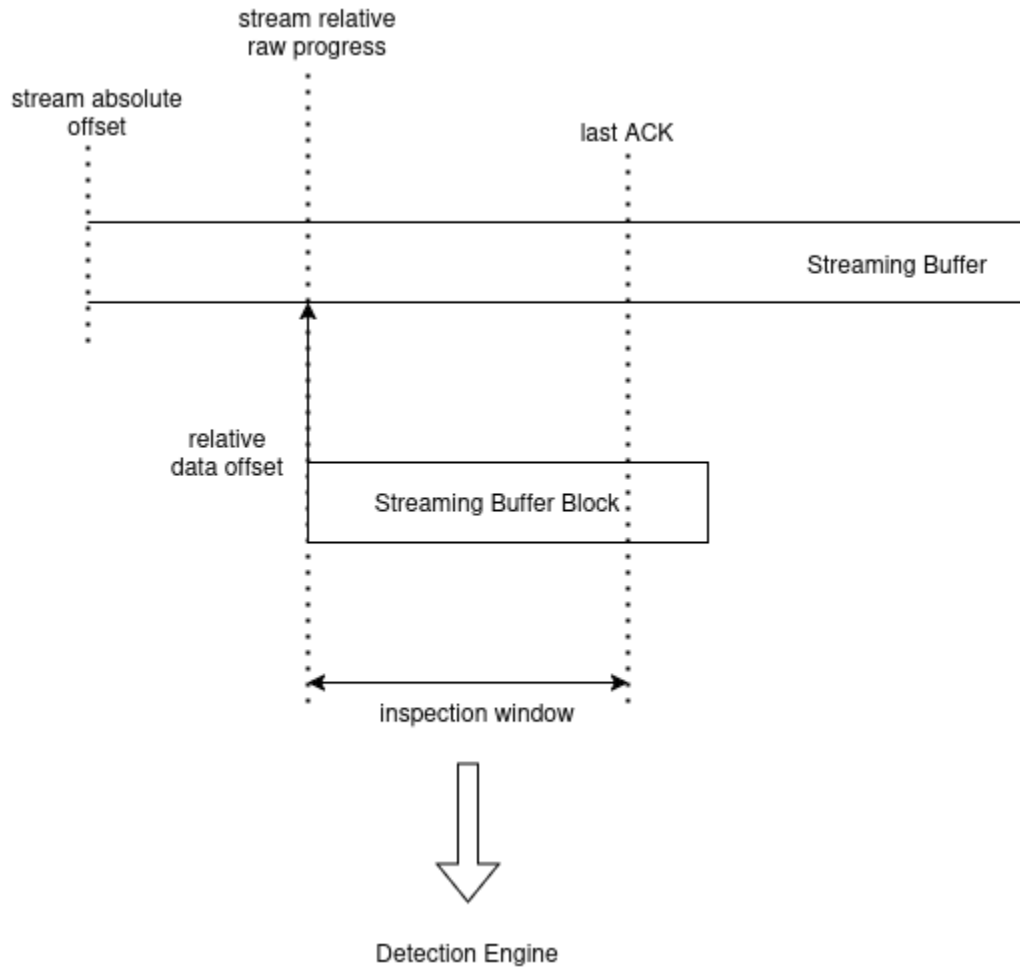 stream relative
raw progress
stream absolute
offset
last ACK
Streaming Buffer
relative
data offset
Streaming Buffer Block
inspection window
Detection Engine